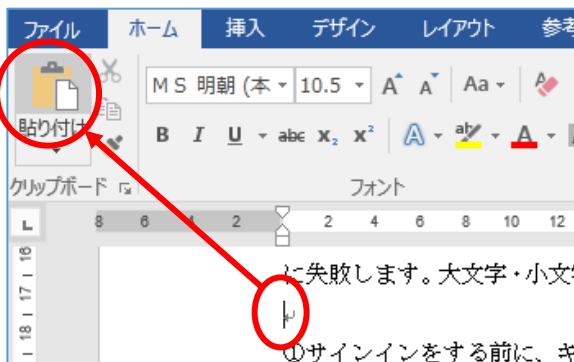 ファイル ホーム 挿入 デザイン レイアウト
MS 明朝 (本 10.5 A A Aa
貼り付け B I U abc x₂ x² A aby A
クリップボード フォント
L 8 6 4 2 2 4 6 8 10 12
16 17 18
に失敗します。大文字・小文
①サインインをする前に、キ